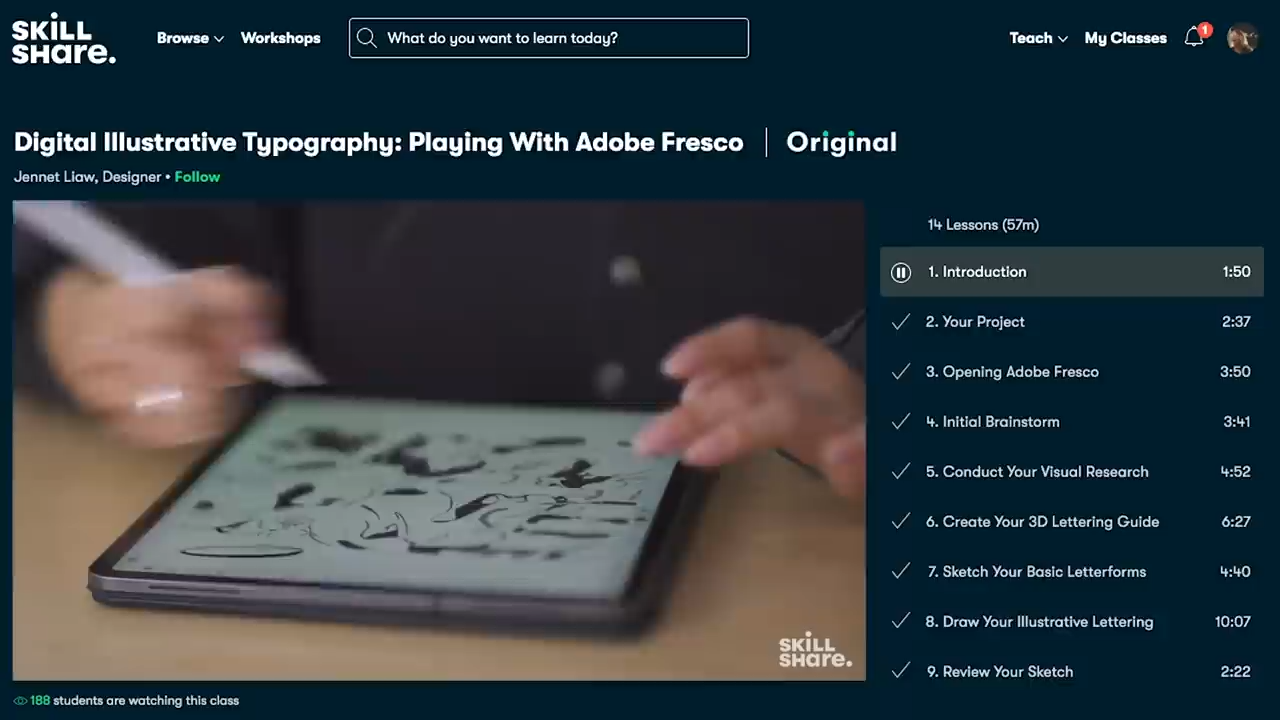 SKILL
SHare.
Browse
Workshops
What do you want to learn today?
Teach
My Classes
1
Digital Illustrative Typography: Playing With Adobe Fresco | Original
Jennet Liaw, Designer • Follow
14 Lessons (57m)
1. Introduction 1:50
2. Your Project 2:37
3. Opening Adobe Fresco 3:50
4. Initial Brainstorm 3:41
5. Conduct Your Visual Research 4:52
6. Create Your 3D Lettering Guide 6:27
7. Sketch Your Basic Letterforms 4:40
8. Draw Your Illustrative Lettering 10:07
9. Review Your Sketch 2:22
SKILL
SHare.
188 students are watching this class